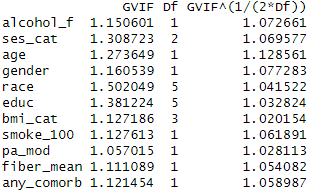 GVIF Df GVIF^(1/(2*Df))
alcohol_f 1.150601 1 1.072661
ses_cat 1.308723 2 1.069577
age 1.273649 1 1.128561
gender 1.160539 1 1.077283
race 1.502049 5 1.041522
educ 1.381224 5 1.032824
bmi_cat 1.127186 3 1.020154
smoke_100 1.127613 1 1.061891
pa_mod 1.057015 1 1.028113
fiber_mean 1.111089 1 1.054082
any_comorb 1.121454 1 1.058987